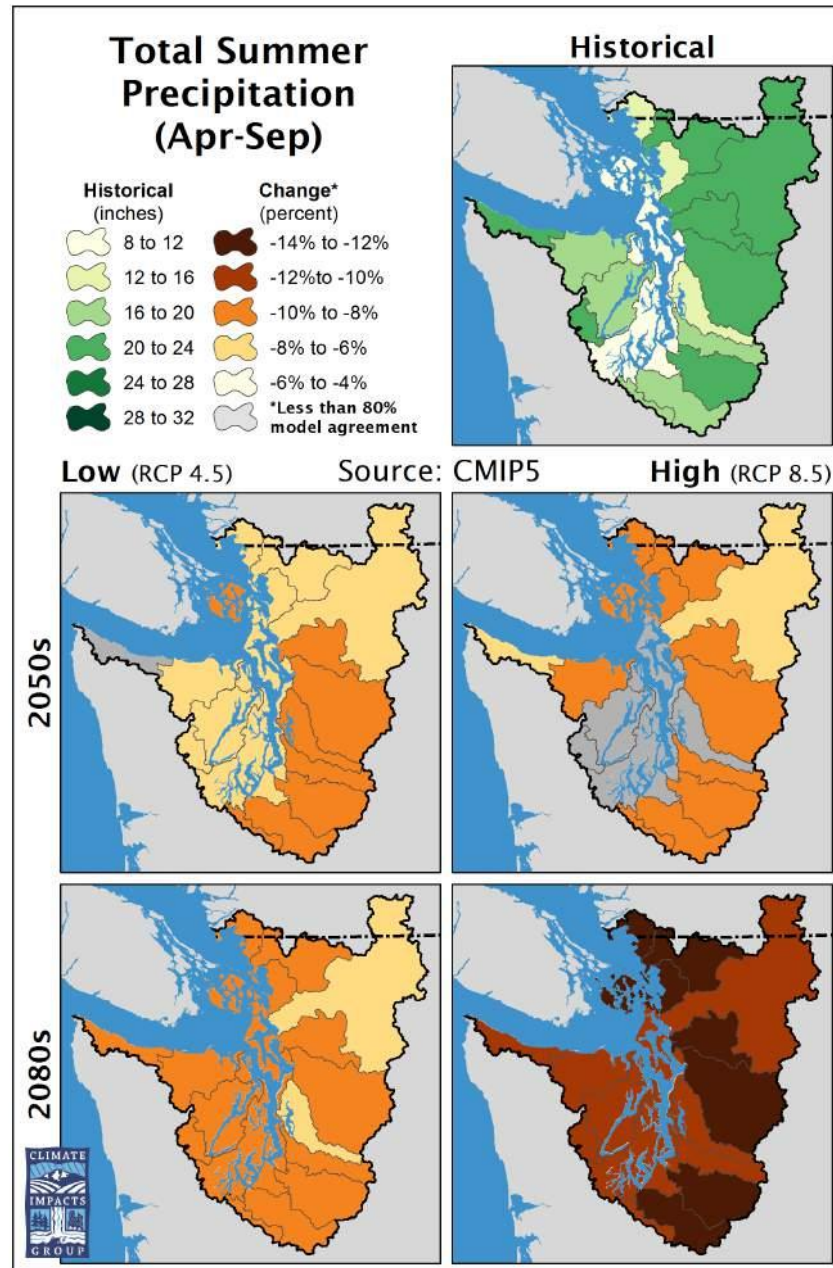 Total Summer
Precipitation
(Apr-Sep)
Historical
(inches)
8 to 12
12 to 16
16 to 20
20 to 24
24 to 28
28 to 32
Change*
(percent)
-14% to -12%
-12%to -10%
-10% to -8%
-8% to -6%
-6% to -4%
*Less than 80%
model agreement
Historical
Low (RCP 4.5) Source: CMIP5 High (RCP 8.5)
2050s
2080s
CLIMATE
IMPACTS
GROUP